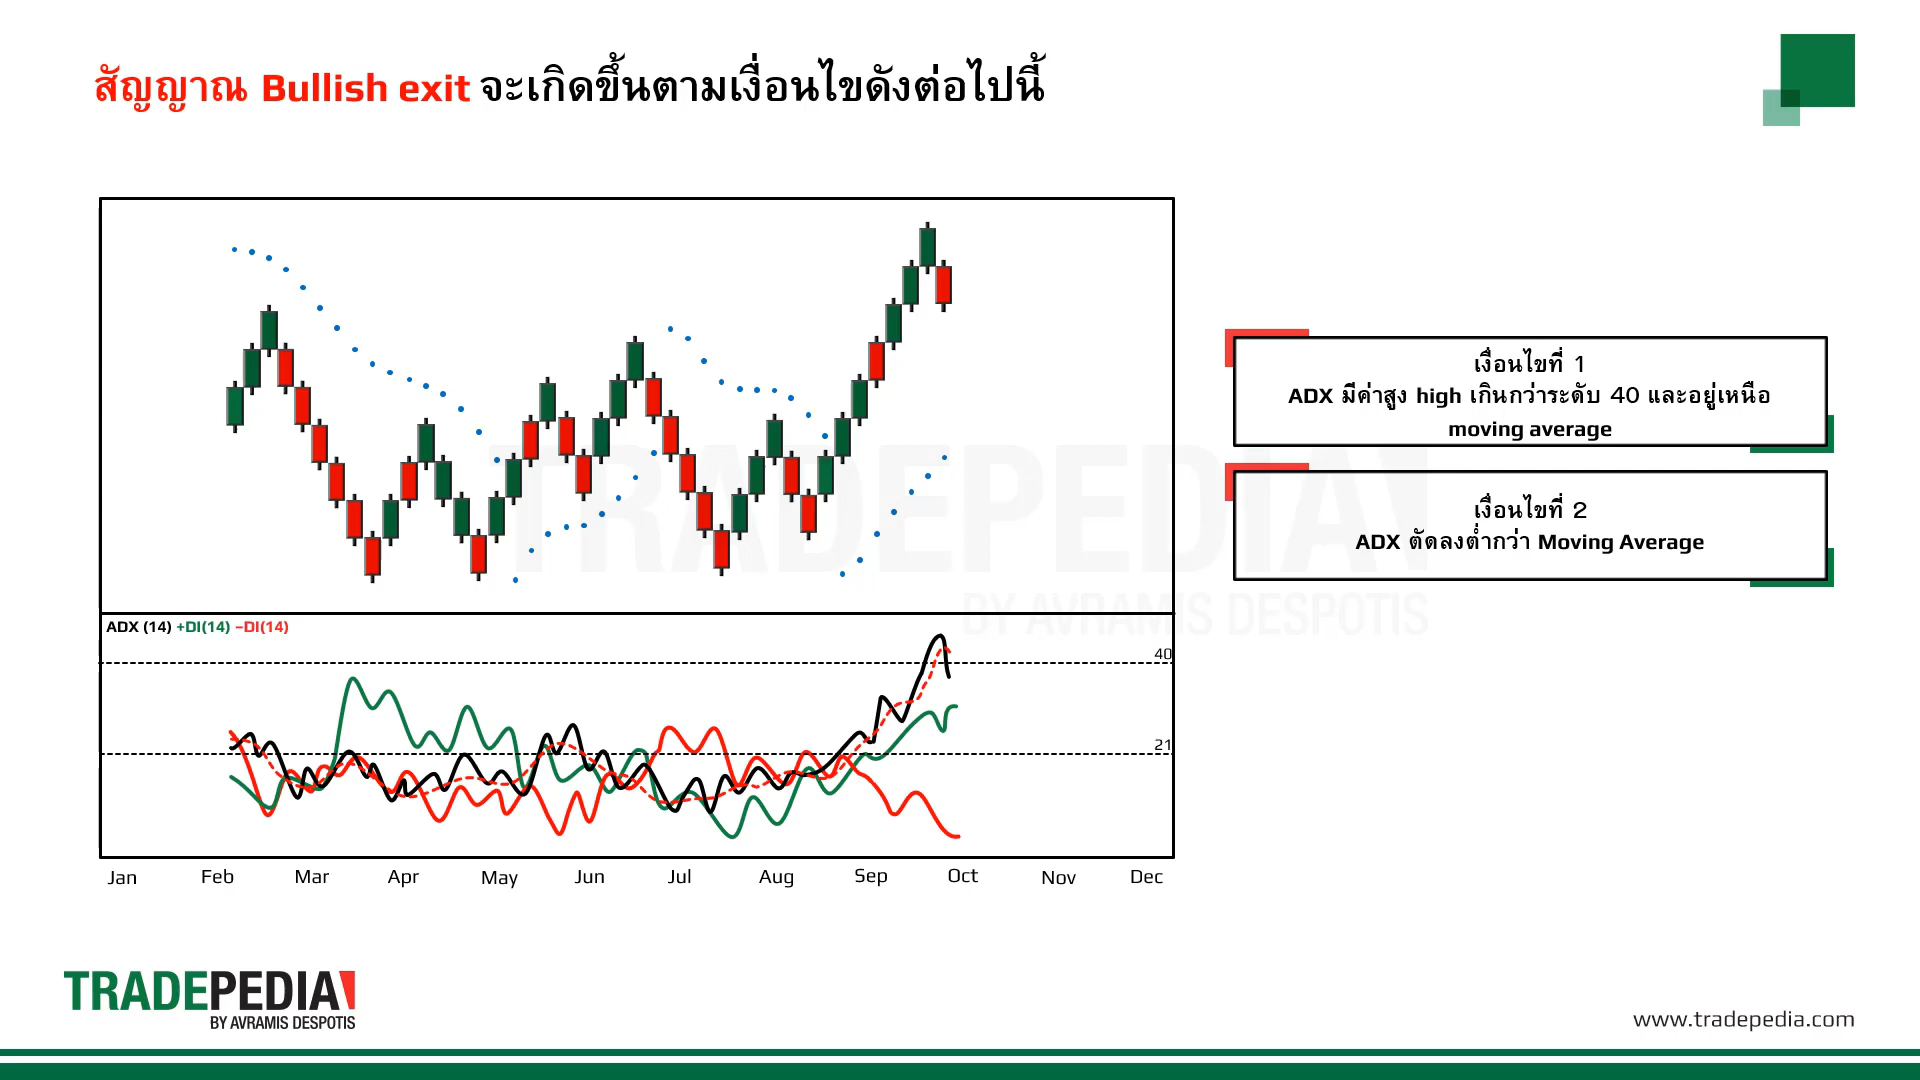 สัญญาณ Bullish exit จะเกิดขึ้นตามเงื่อนไขดังต่อไปนี้
เงื่อนไขที่ 1
ADX มีค่าสูง high เกินกว่าระดับ 40 และอยู่เหนือ
moving average
เงื่อนไขที่ 2
ADX ตัดลงต่ำกว่า Moving Average
TRADEPEDIA
BY AVRAMIS DESPOTIS
ADX (14) +DI(14) –DI(14)
40
21
Jan Feb Mar Apr May Jun Jul Aug Sep Oct Nov Dec
TRADEPEDIA
BY AVRAMIS DESPOTIS
www.tradepedia.com